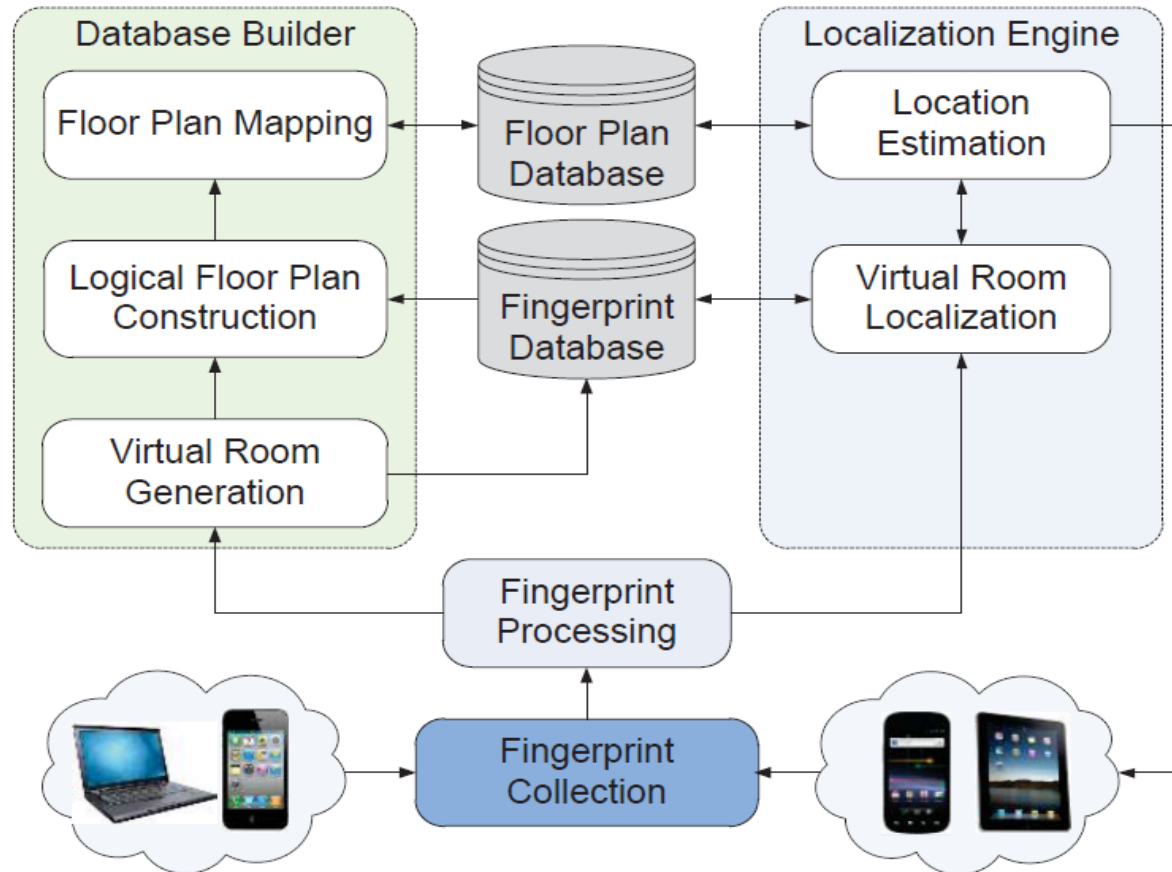 Database Builder
Floor Plan Mapping
Logical Floor Plan
Construction
Virtual Room
Generation
Floor Plan
Database
Fingerprint
Database
Localization Engine
Location
Estimation
Virtual Room
Localization
Fingerprint
Processing
Fingerprint
Collection